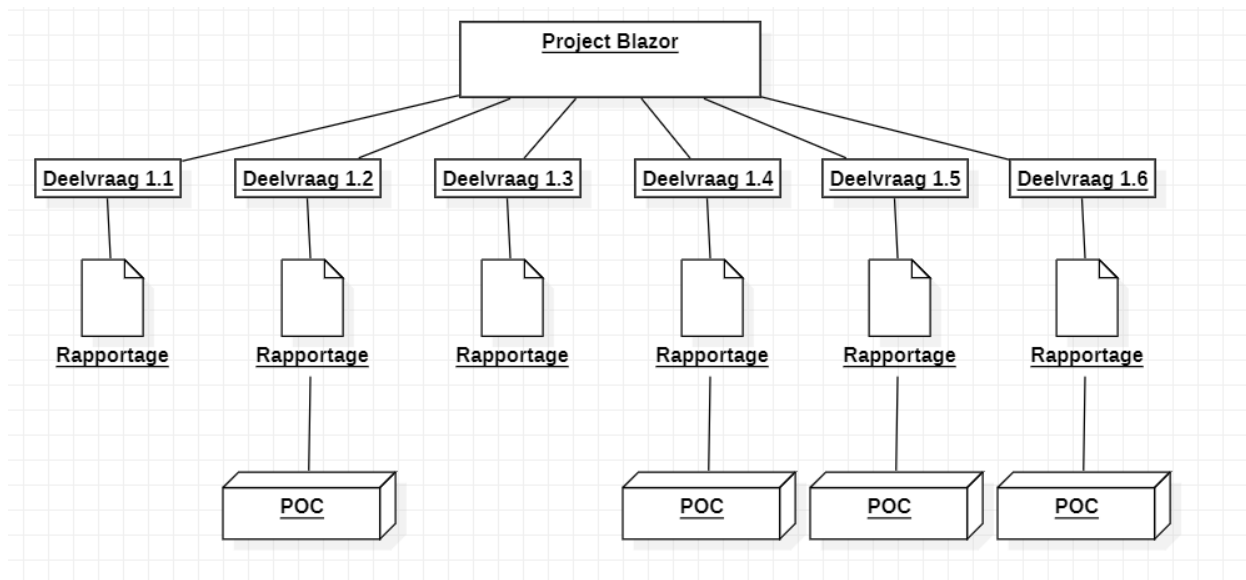 Project Blazor
Deelvraag 1.1
Deelvraag 1.2
Deelvraag 1.3
Deelvraag 1.4
Deelvraag 1.5
Deelvraag 1.6
Rapportage
Rapportage
Rapportage
Rapportage
Rapportage
Rapportage
POC
POC
POC
POC